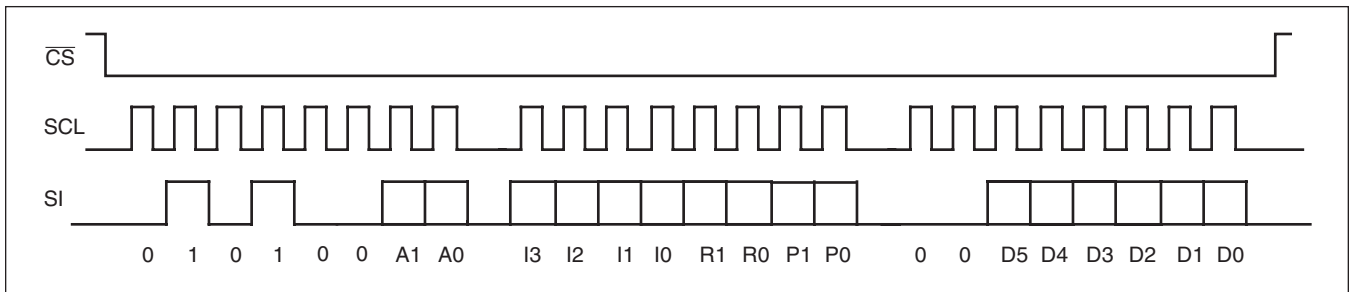 CS
SCL
SI
0 1 0 1 0 0 A1 A0 I3 I2 I1 I0 R1 R0 P1 P0 0 0 D5 D4 D3 D2 D1 D0